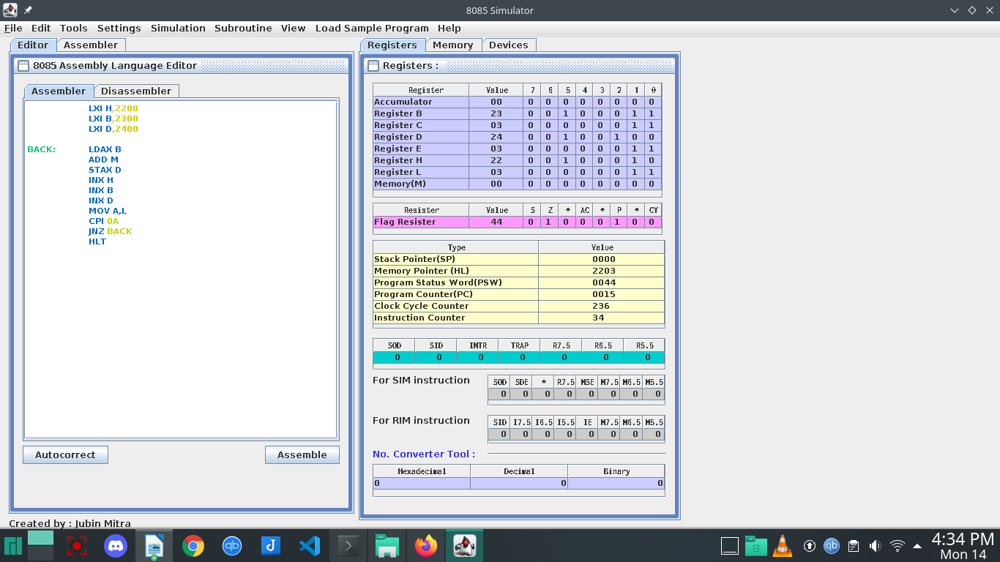 8085 Simulator
File Edit Tools Settings Simulation Subroutine View Load Sample Program Help
Editor Assembler
8085 Assembly Language Editor
Assembler Disassembler
LXI H,2200
LXI B,2300
LXI D,2400
BACK: LDAX B
ADD M
STAX D
INX H
INX B
INX D
MOV A,L
CPI 0A
JNZ BACK
HLT
Autocorrect Assemble
Created by : Jubin Mitra
Registers Memory Devices
Registers :
Register Value 7 6 5 4 3 2 1 0
Accumulator 00 0 0 0 0 0 0 0 0
Register B 23 0 0 1 0 0 0 1 1
Register C 03 0 0 0 0 0 0 1 1
Register D 24 0 0 1 0 0 1 0 0
Register E 03 0 0 0 0 0 0 1 1
Register H 22 0 0 1 0 0 0 1 0
Register L 03 0 0 0 0 0 0 1 1
Memory(M) 00 0 0 0 0 0 0 0 0
Resister Value S Z * AC * P * CY
Flag Resister 44 0 1 0 0 0 1 0 0
Type Value
Stack Pointer(SP) 0000
Memory Pointer (HL) 2203
Program Status Word(PSW) 0044
Program Counter(PC) 0015
Clock Cycle Counter 236
Instruction Counter 34
SOD SID INTR TRAP R7.5 R6.5 R5.5
0 0 0 0 0 0 0
For SIM instruction
SOD SDE * R7.5 MSE M7.5 M6.5 M5.5
0 0 0 0 0 0 0 0
For RIM instruction
SID I7.5 I6.5 I5.5 IE M7.5 M6.5 M5.5
0 0 0 0 0 0 0 0
No. Converter Tool :
Hexadecimal Decimal Binary
0 0 0
4:34 PM
Mon 14